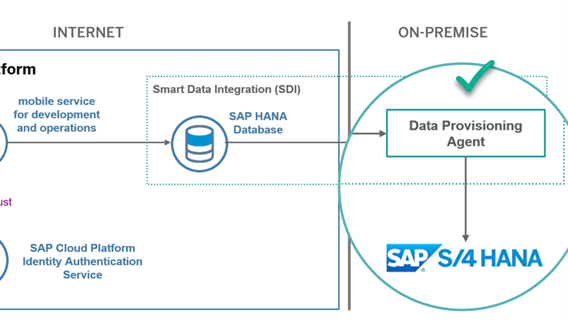 INTERNET
ON-PREMISE
tform
Smart Data Integration (SDI)
mobile service
for development
and operations
SAP HANA
Database
Data Provisioning
Agent
ust
SAP Cloud Platform
Identity Authentication
Service
SAP® S/4HANA